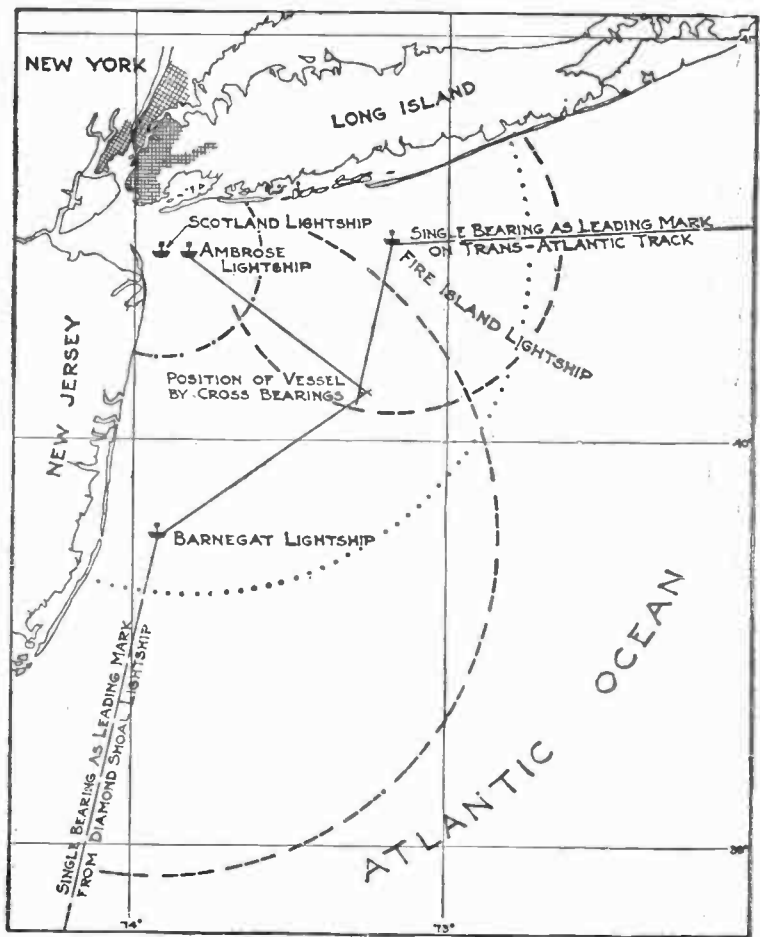 41°
NEW YORK
LONG ISLAND
SCOTLAND LIGHTSHIP
AMBROSE
LIGHTSHIP
SINGLE BEARING AS LEADING MARK
ON TRANS-ATLANTIC TRACK
FIRE ISLAND LIGHTSHIP
POSITION OF VESSEL
BY CROSS BEARINGS
NEW JERSEY
40°
BARNEGAT LIGHTSHIP
SINGLE BEARING AS LEADING MARK
FROM DIAMOND SHOAL LIGHTSHIP
ATLANTIC OCEAN
39°
74°
73°